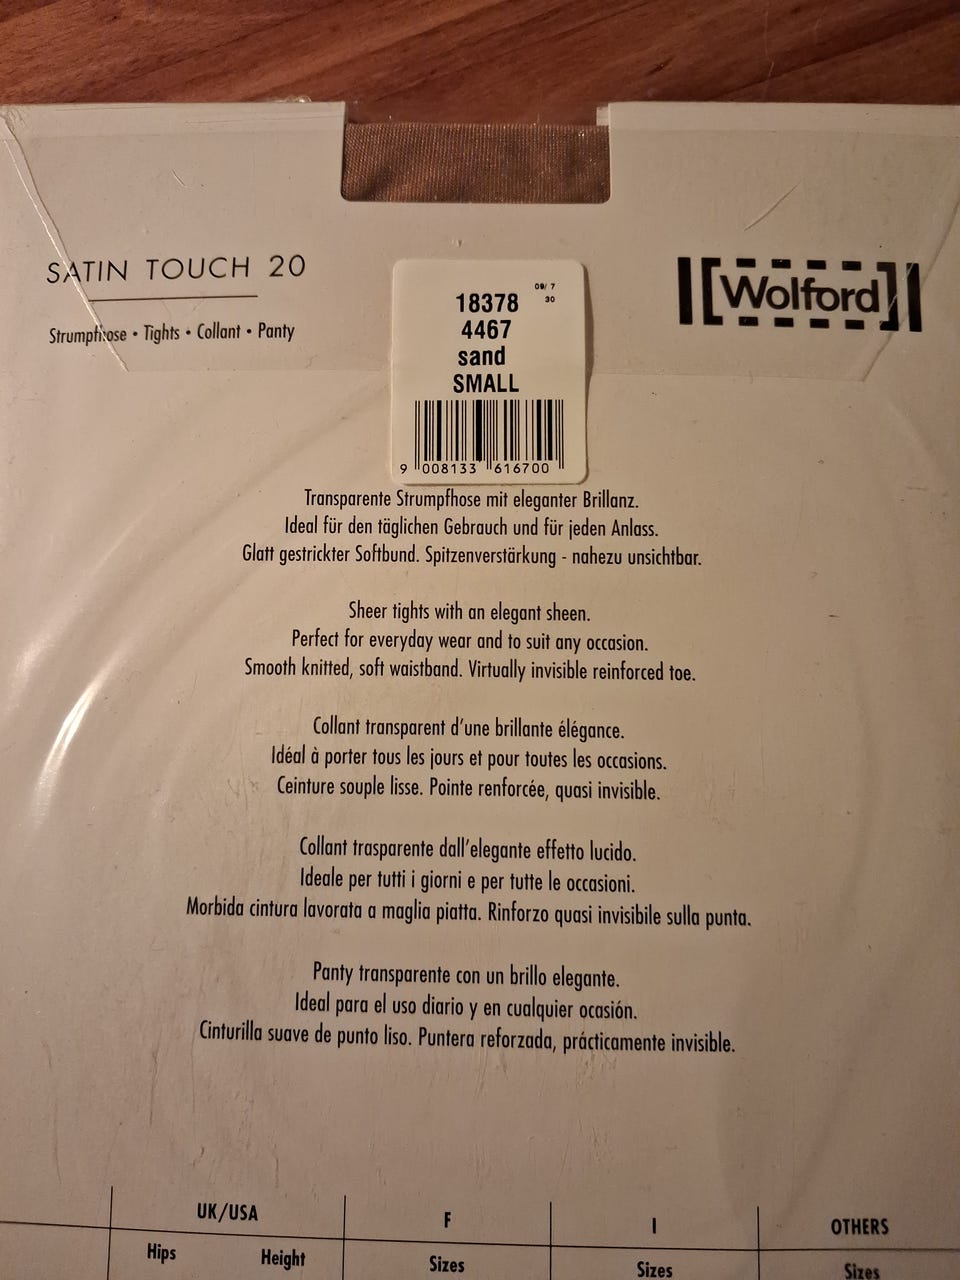 SATIN TOUCH 20
Strumpfhose • Tights • Collant • Panty
09/ 7
30
18378
4467
sand
SMALL
9 008133 616700
Wolford
Transparente Strumpfhose mit eleganter Brillanz.
Ideal für den täglichen Gebrauch und für jeden Anlass.
Glatt gestrickter Softbund. Spitzenverstärkung - nahezu unsichtbar.
Sheer tights with an elegant sheen.
Perfect for everyday wear and to suit any occasion.
Smooth knitted, soft waistband. Virtually invisible reinforced toe.
Collant transparent d'une brillante élégance.
Idéal à porter tous les jours et pour toutes les occasions.
Ceinture souple lisse. Pointe renforcée, quasi invisible.
Collant trasparente dall'elegante effetto lucido.
Ideale per tutti i giorni e per tutte le occasioni.
Morbida cintura lavorata a maglia piatta. Rinforzo quasi invisibile sulla punta.
Panty transparente con un brillo elegante.
Ideal para el uso diario y en cualquier ocasión.
Cinturilla suave de punto liso. Puntera reforzada, prácticamente invisible.
UK/USA F I OTHERS
Hips Height Sizes Sizes Sizes